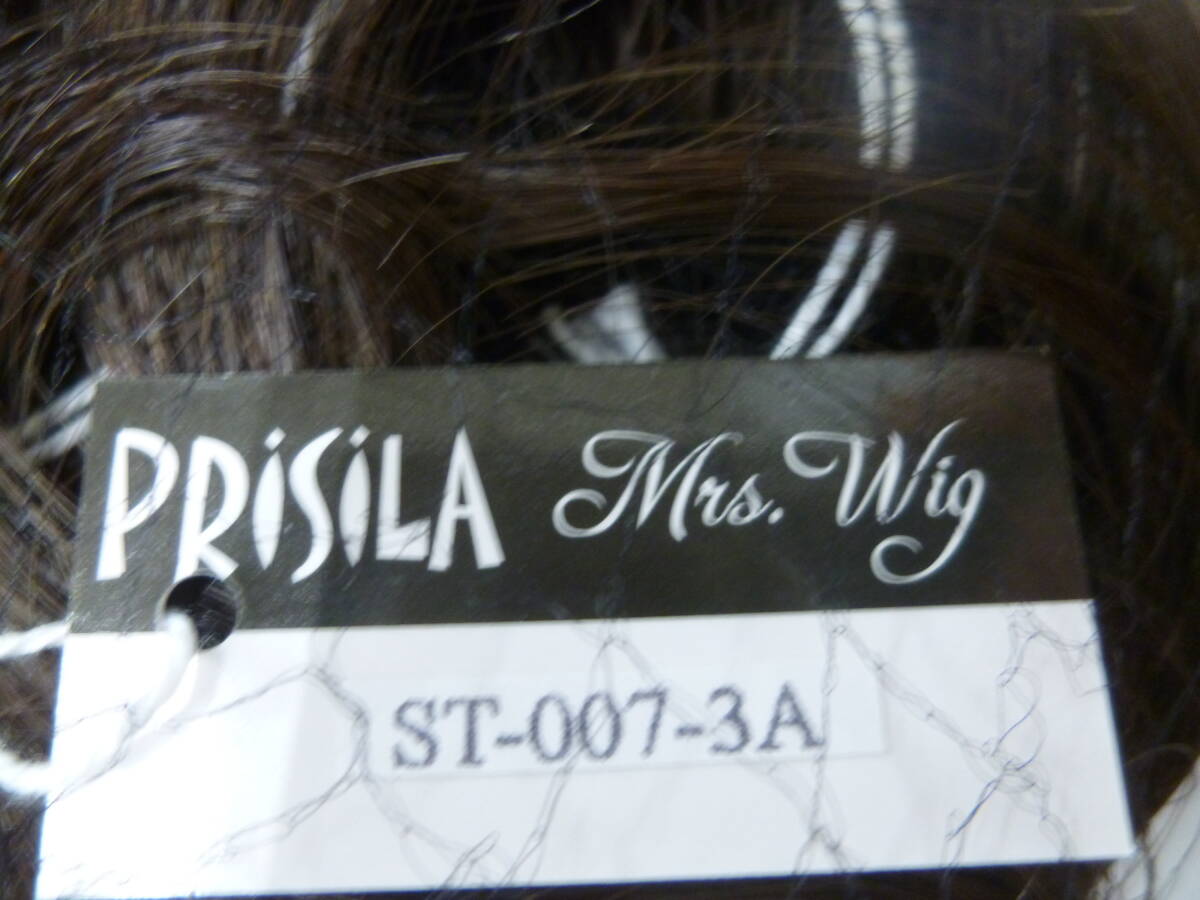 PRiSiLA Mrs. Wig
ST-007-3A